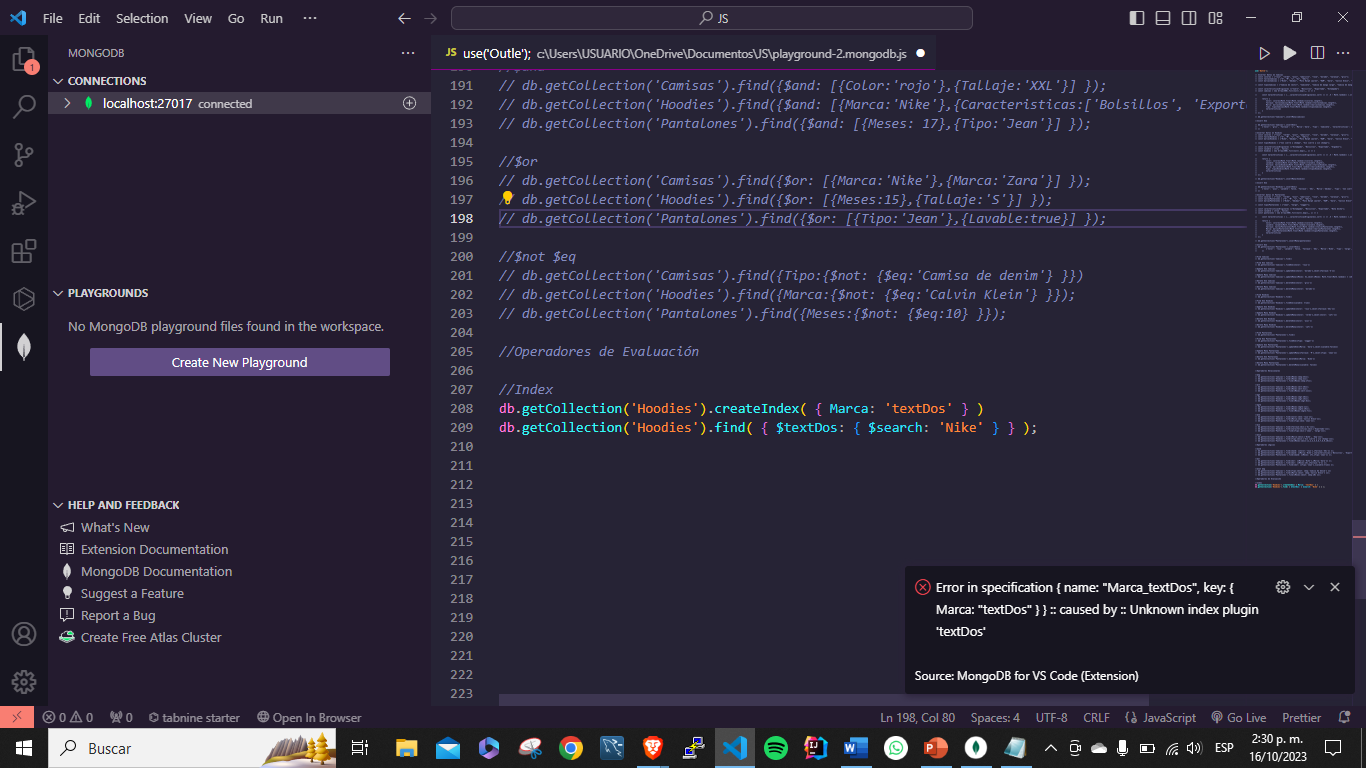 File Edit Selection View Go Run ··· JS
MONGODB ···
CONNECTIONS
localhost:27017 connected
PLAYGROUNDS
No MongoDB playground files found in the workspace.
Create New Playground
HELP AND FEEDBACK
What's New
Extension Documentation
MongoDB Documentation
Suggest a Feature
Report a Bug
Create Free Atlas Cluster
1
JS use('Outle'); c:\Users\USUARIO\OneDrive\Documentos\JS\playground-2.mongodb.js
191 // db.getCollection('Camisas').find({$and: [{Color:'rojo'},{Tallaje:'XXL'}] });
192 // db.getCollection('Hoodies').find({$and: [{Marca:'Nike'},{Caracteristicas:['Bolsillos', 'Export
193 // db.getCollection('Pantalones').find({$and: [{Meses: 17},{Tipo:'Jean'}] });
194
195 //$or
196 // db.getCollection('Camisas').find({$or: [{Marca:'Nike'},{Marca:'Zara'}] });
197 // db.getCollection('Hoodies').find({$or: [{Meses:15},{Tallaje:'S'}] });
198 // db.getCollection('Pantalones').find({$or: [{Tipo:'Jean'},{Lavable:true}] });
199
200 //$not $eq
201 // db.getCollection('Camisas').find({Tipo:{$not: {$eq:'Camisa de denim'} }})
202 // db.getCollection('Hoodies').find({Marca:{$not: {$eq:'Calvin Klein'} }});
203 // db.getCollection('Pantalones').find({Meses:{$not: {$eq:10} }});
204
205 //Operadores de Evaluación
206
207 //Index
208 db.getCollection('Hoodies').createIndex( { Marca: 'textDos' } )
209 db.getCollection('Hoodies').find( { $textDos: { $search: 'Nike' } } );
210
211
212
213
214
215
216
217
218
219
220
221
222
223
Error in specification { name: "Marca_textDos", key: {
Marca: "textDos" } } :: caused by :: Unknown index plugin
'textDos'
Source: MongoDB for VS Code (Extension)
0 0 0 tabnine starter Open In Browser Ln 198, Col 80 Spaces: 4 UTF-8 CRLF JavaScript Go Live Prettier
Buscar ESP 2:30 p. m.
16/10/2023